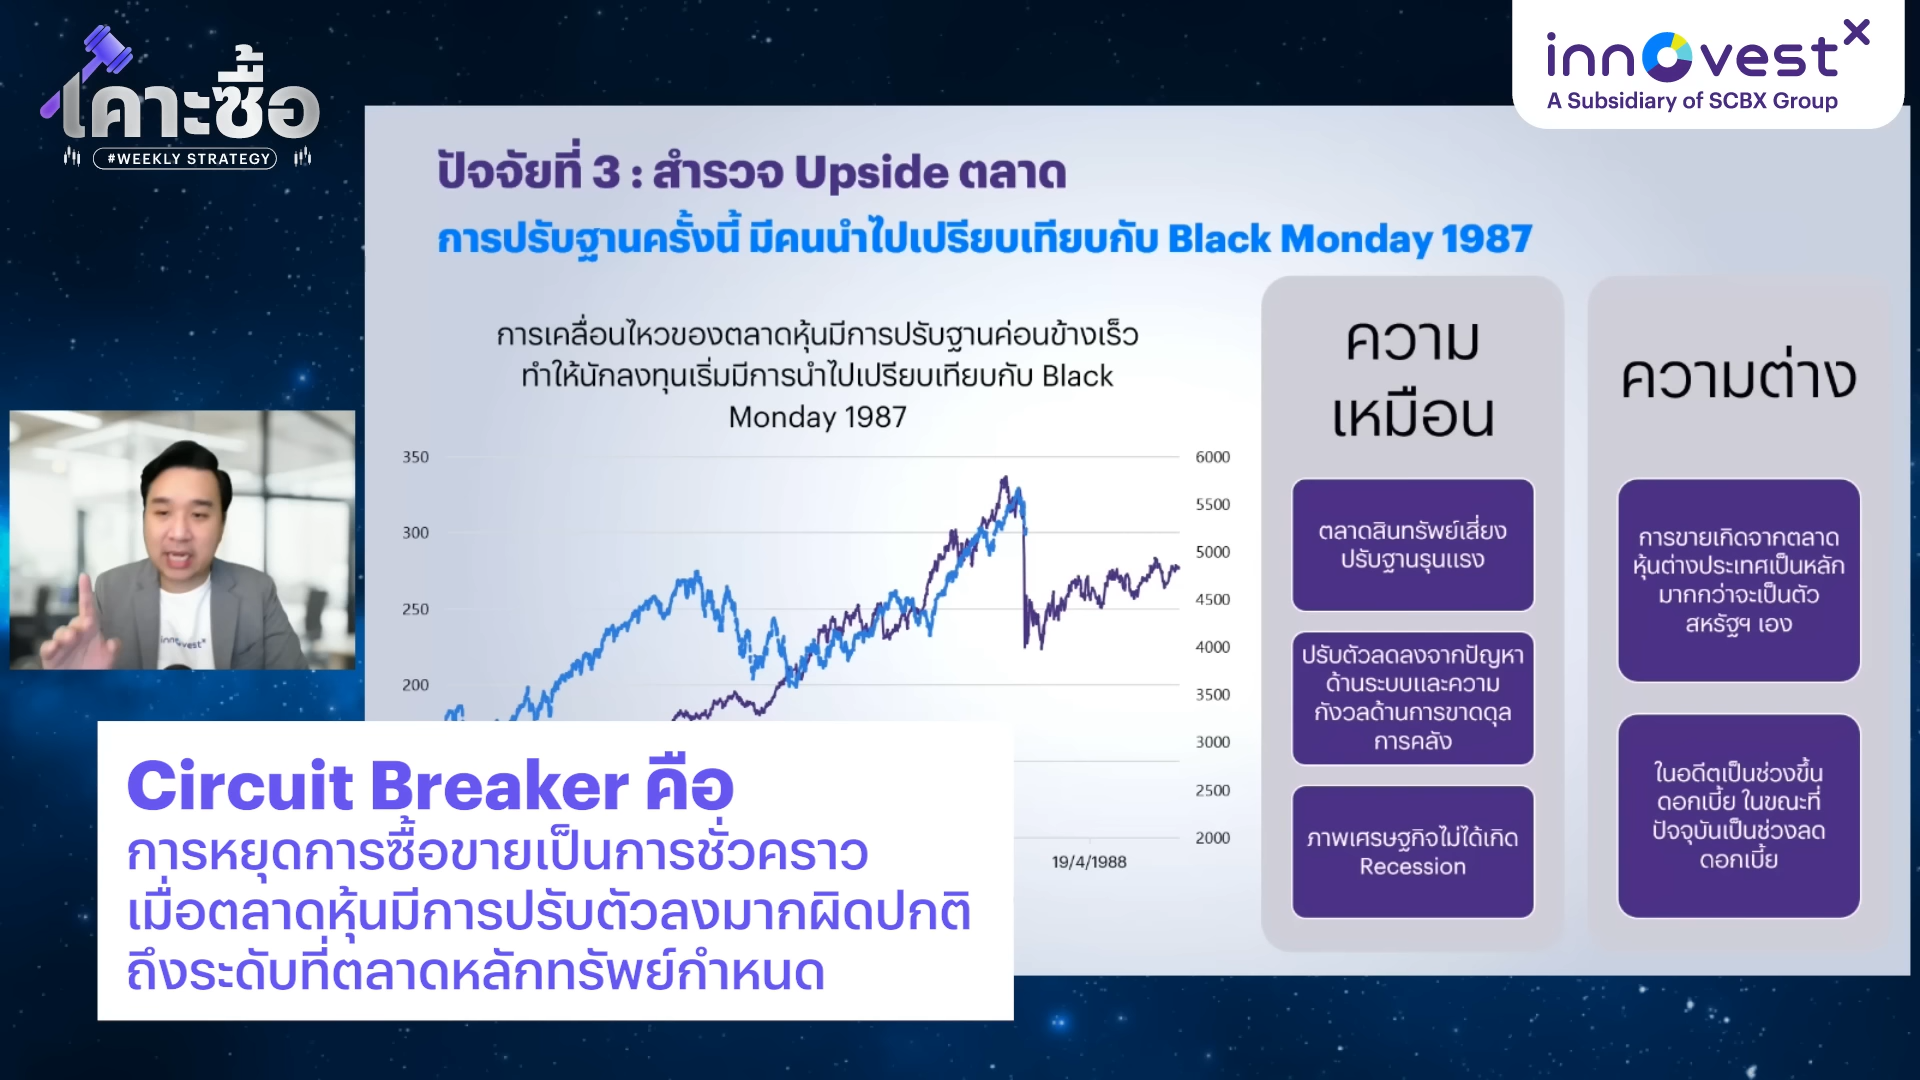 เคาะซื้อ
#WEEKLY STRATEGY
innovestx
A Subsidiary of SCBX Group
ปัจจัยที่ 3 : สำรวจ Upside ตลาด
การปรับฐานครั้งนี้ มีคนนำไปเปรียบเทียบกับ Black Monday 1987
การเคลื่อนไหวของตลาดหุ้นมีการปรับฐานค่อนข้างเร็ว
ทำให้นักลงทุนเริ่มมีการนำไปเปรียบเทียบกับ Black
Monday 1987
350
300
250
200
6000
5500
5000
4500
4000
3500
3000
2500
2000
19/4/1988
ความ
เหมือน
ตลาดสินทรัพย์เสี่ยง
ปรับฐานรุนแรง
ปรับตัวลดลงจากปัญหา
ด้านระบบและความ
กังวลด้านการขาดดุล
การคลัง
ภาพเศรษฐกิจไม่ได้เกิด
Recession
ความต่าง
การขายเกิดจากตลาด
หุ้นต่างประเทศเป็นหลัก
มากกว่าจะเป็นตัว
สหรัฐฯ เอง
ในอดีตเป็นช่วงขึ้น
ดอกเบี้ย ในขณะที่
ปัจจุบันเป็นช่วงลด
ดอกเบี้ย
innovestx
Circuit Breaker คือ
การหยุดการซื้อขายเป็นการชั่วคราว
เมื่อตลาดหุ้นมีการปรับตัวลงมากผิดปกติ
ถึงระดับที่ตลาดหลักทรัพย์กำหนด